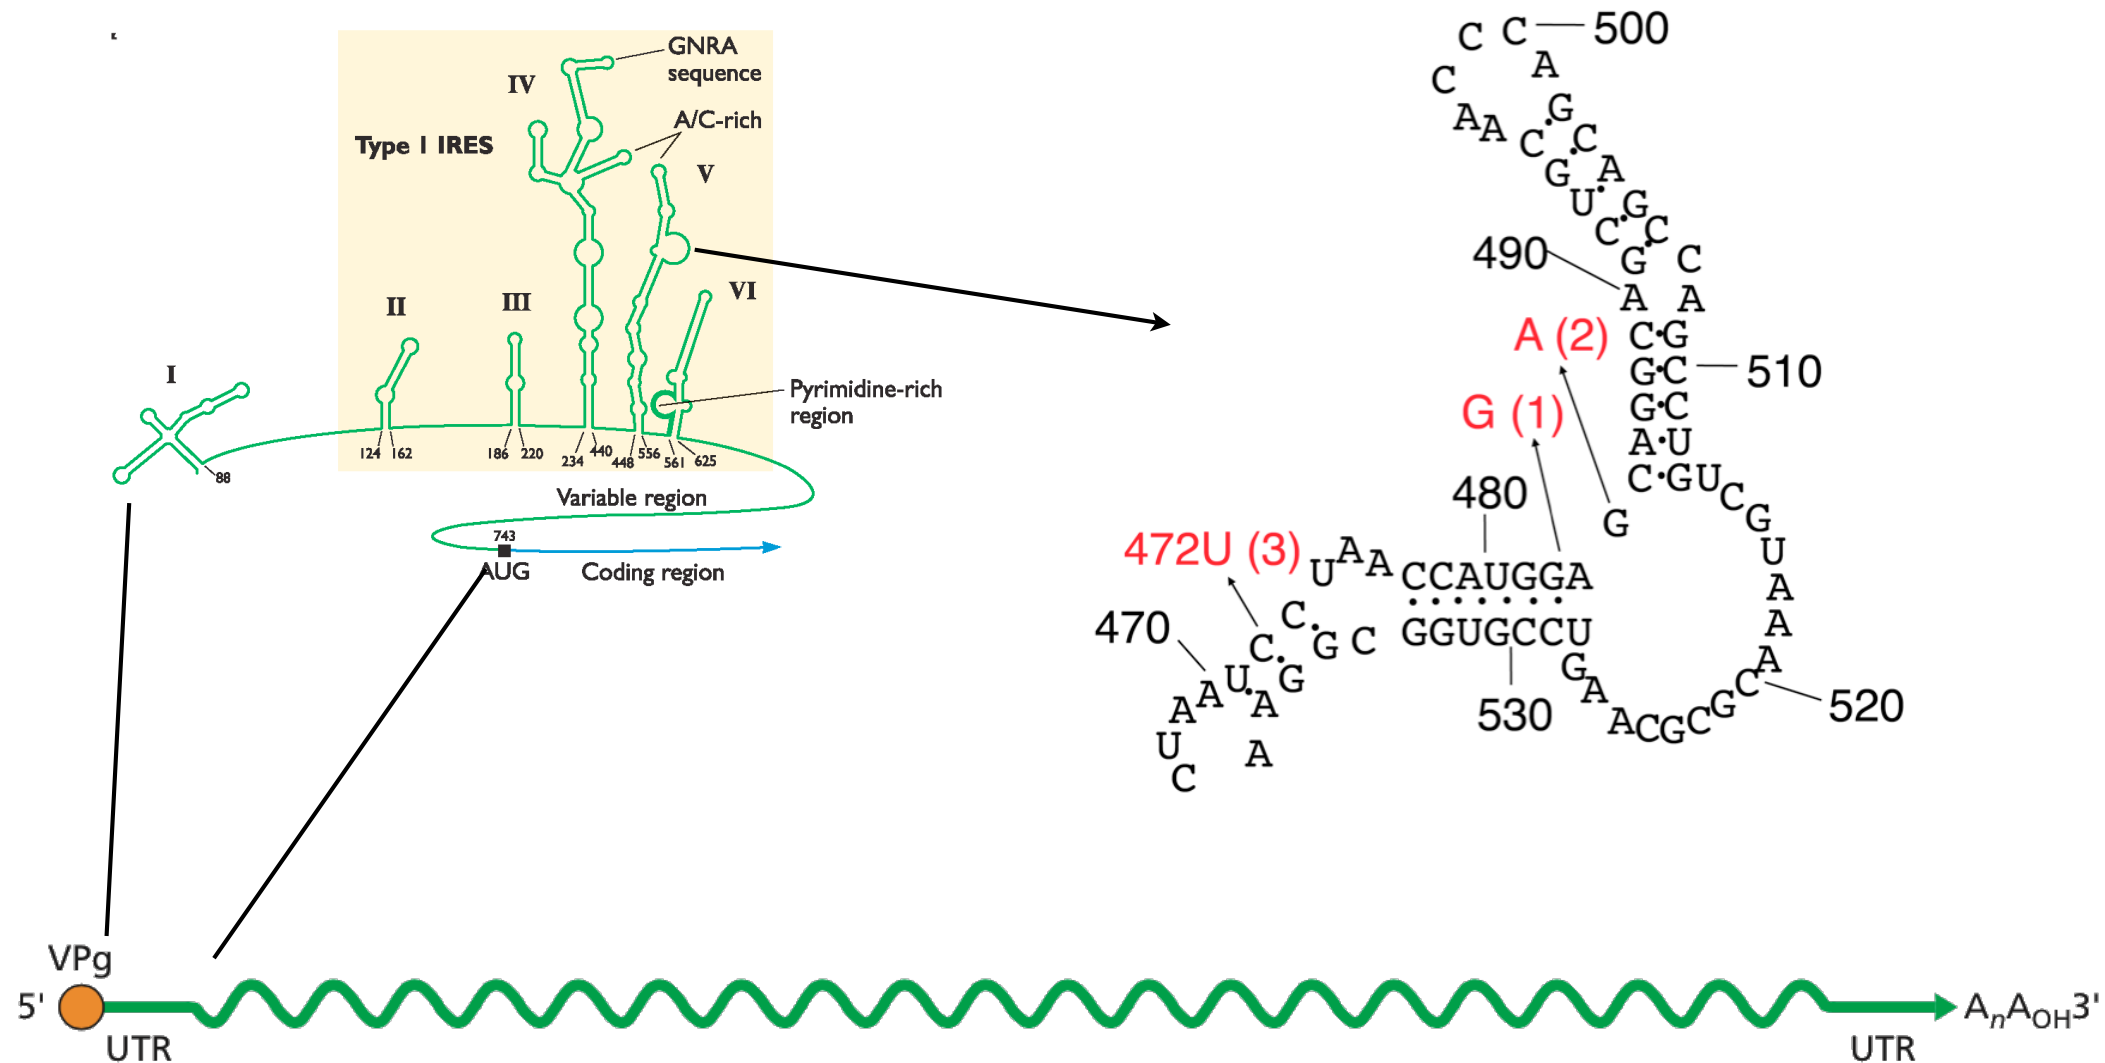 GNRA
sequence
IV
A/C-rich
Type I IRES
V
VI
II
III
I
Pyrimidine-rich
region
124
162
186
220
234
440
448
556
561
625
88
Variable region
743
AUG
Coding region
C C
500
C
A
A A
G
C
C
G
A
U
G
C
C
490
G
C
A
A
A (2)
C·G
G·C
510
G (1)
G·C
A·U
C·GU
C
G
480
G
U
472U (3)
U A A CCAUGGA
A
A
C
470
C
G C GGUGCCU
A
U
G
G
C
520
A A
A
A
530
ACGCG
U
A
C
VPg
5'
UTR
AnAOH3'
UTR